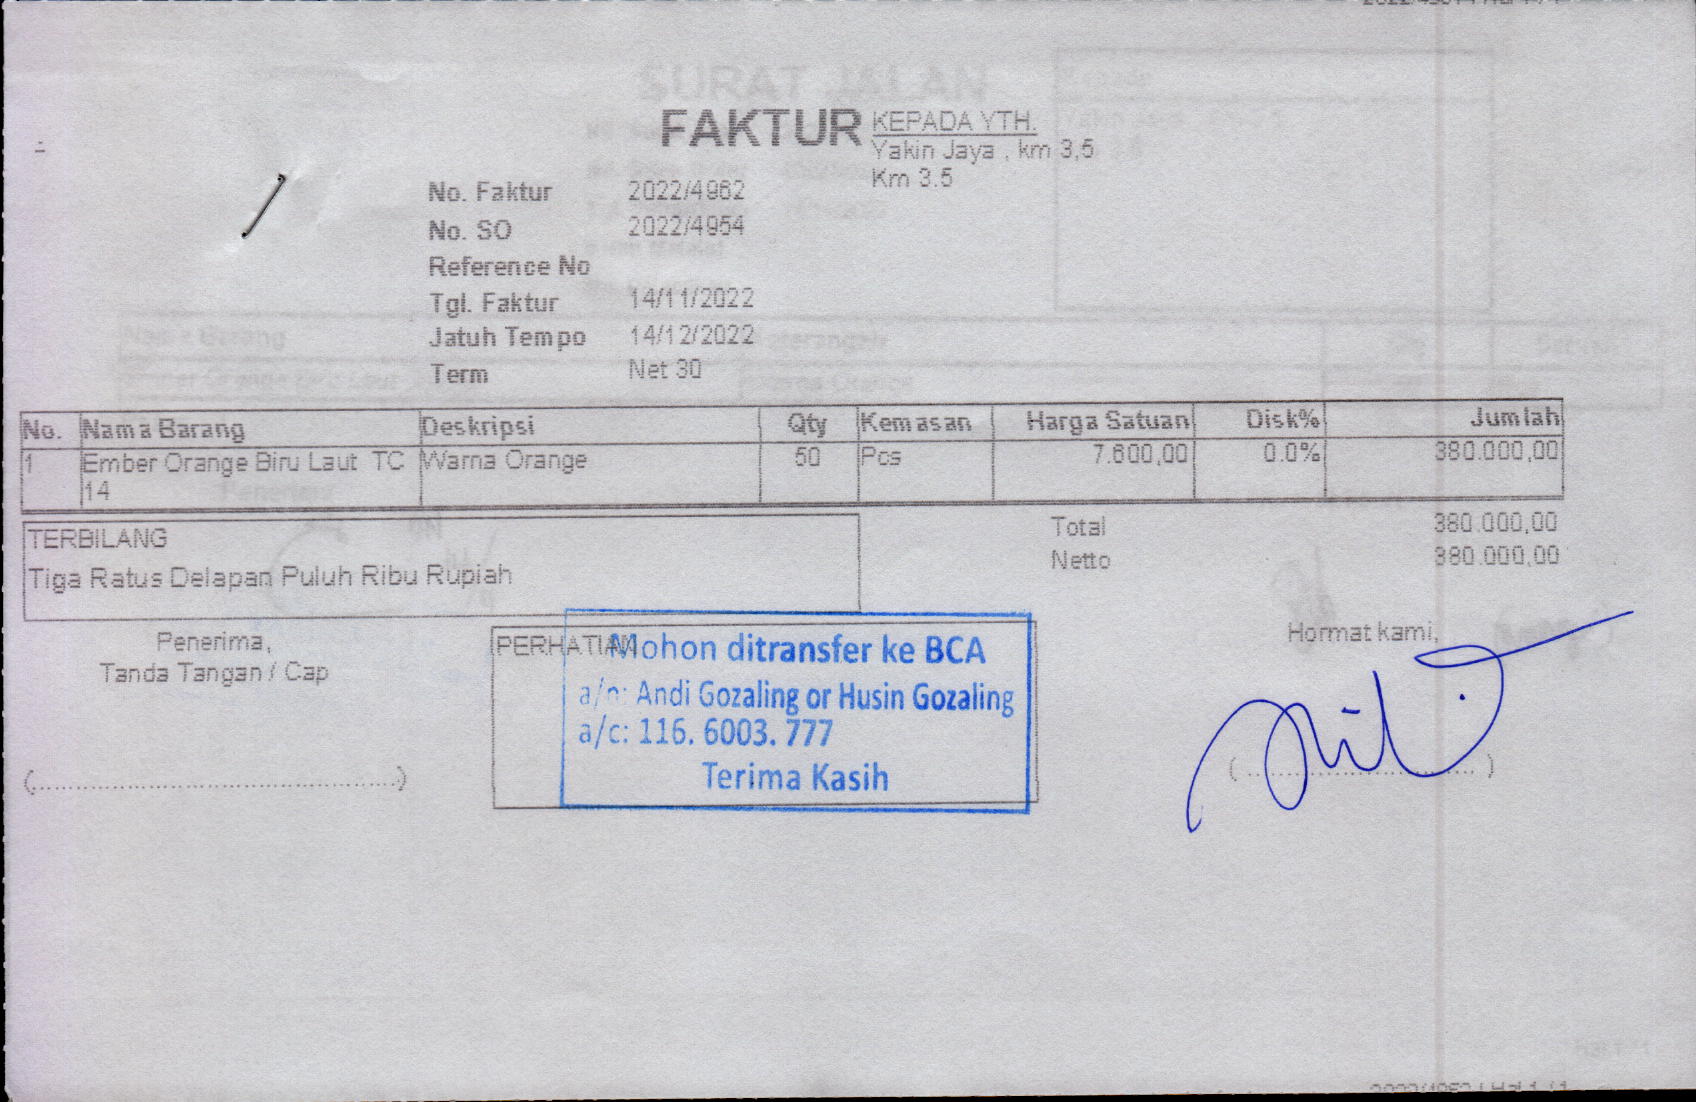 FAKTUR
KEPADA YTH.
Yakin Jaya , km 3,5
Km 3.5
No. Faktur 2022/4962
No. SO 2022/4954
Reference No
Tgl. Faktur 14/11/2022
Jatuh Tempo 14/12/2022
Term Net 30
No. Nama Barang Deskripsi Qty Kemasan Harga Satuan Disk% Jumlah
1 Ember Orange Biru Laut TC Warna Orange 50 Pcs 7.600,00 0.0% 380.000,00
14
TERBILANG
Tiga Ratus Delapan Puluh Ribu Rupiah
Total 380.000,00
Netto 380.000,00
Penerima,
Tanda Tangan / Cap
PERHATIAN
Mohon ditransfer ke BCA
a/n: Andi Gozaling or Husin Gozaling
a/c: 116. 6003. 777
Terima Kasih
Hormat kami,
2022/4962 / Hal 1 / 1